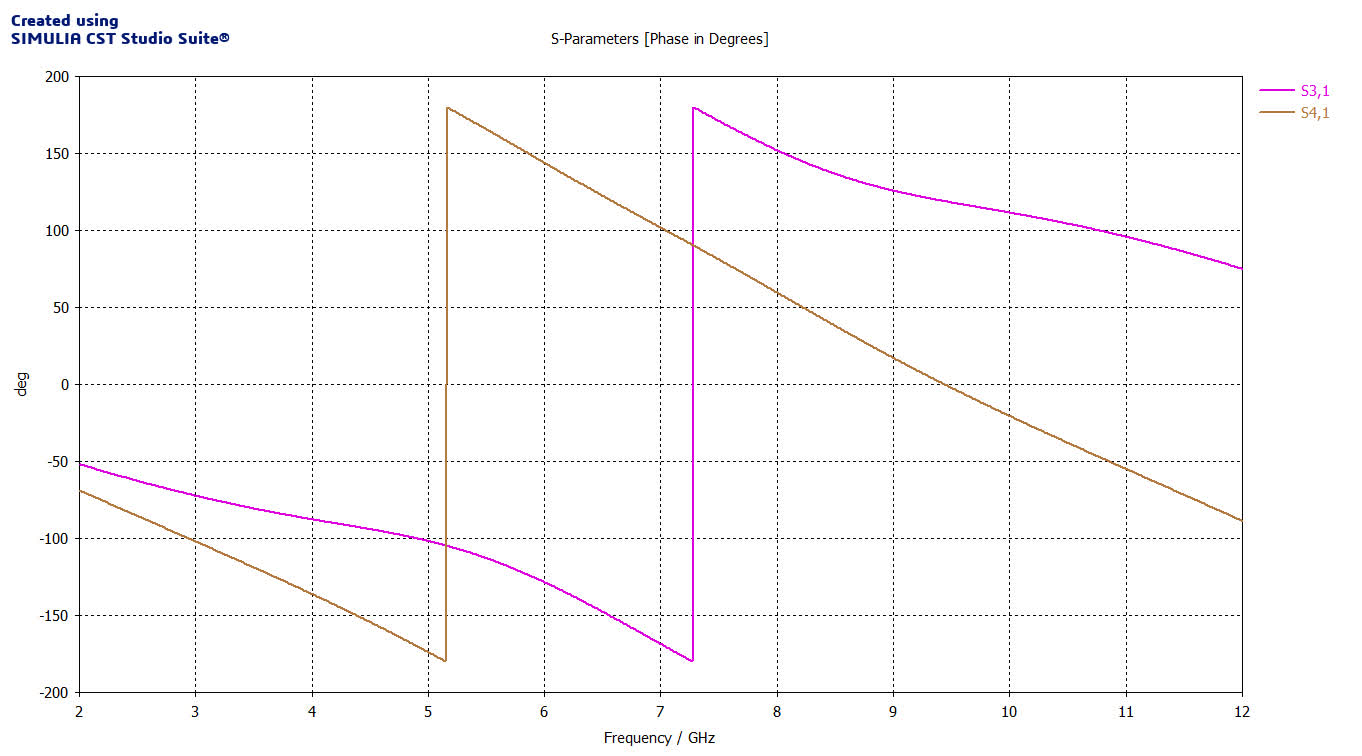 Created using
SIMULIA CST Studio Suite®
S-Parameters [Phase in Degrees]
S3,1
S4,1
200
150
100
50
0
-50
-100
-150
-200
deg
2 3 4 5 6 7 8 9 10 11 12
Frequency / GHz